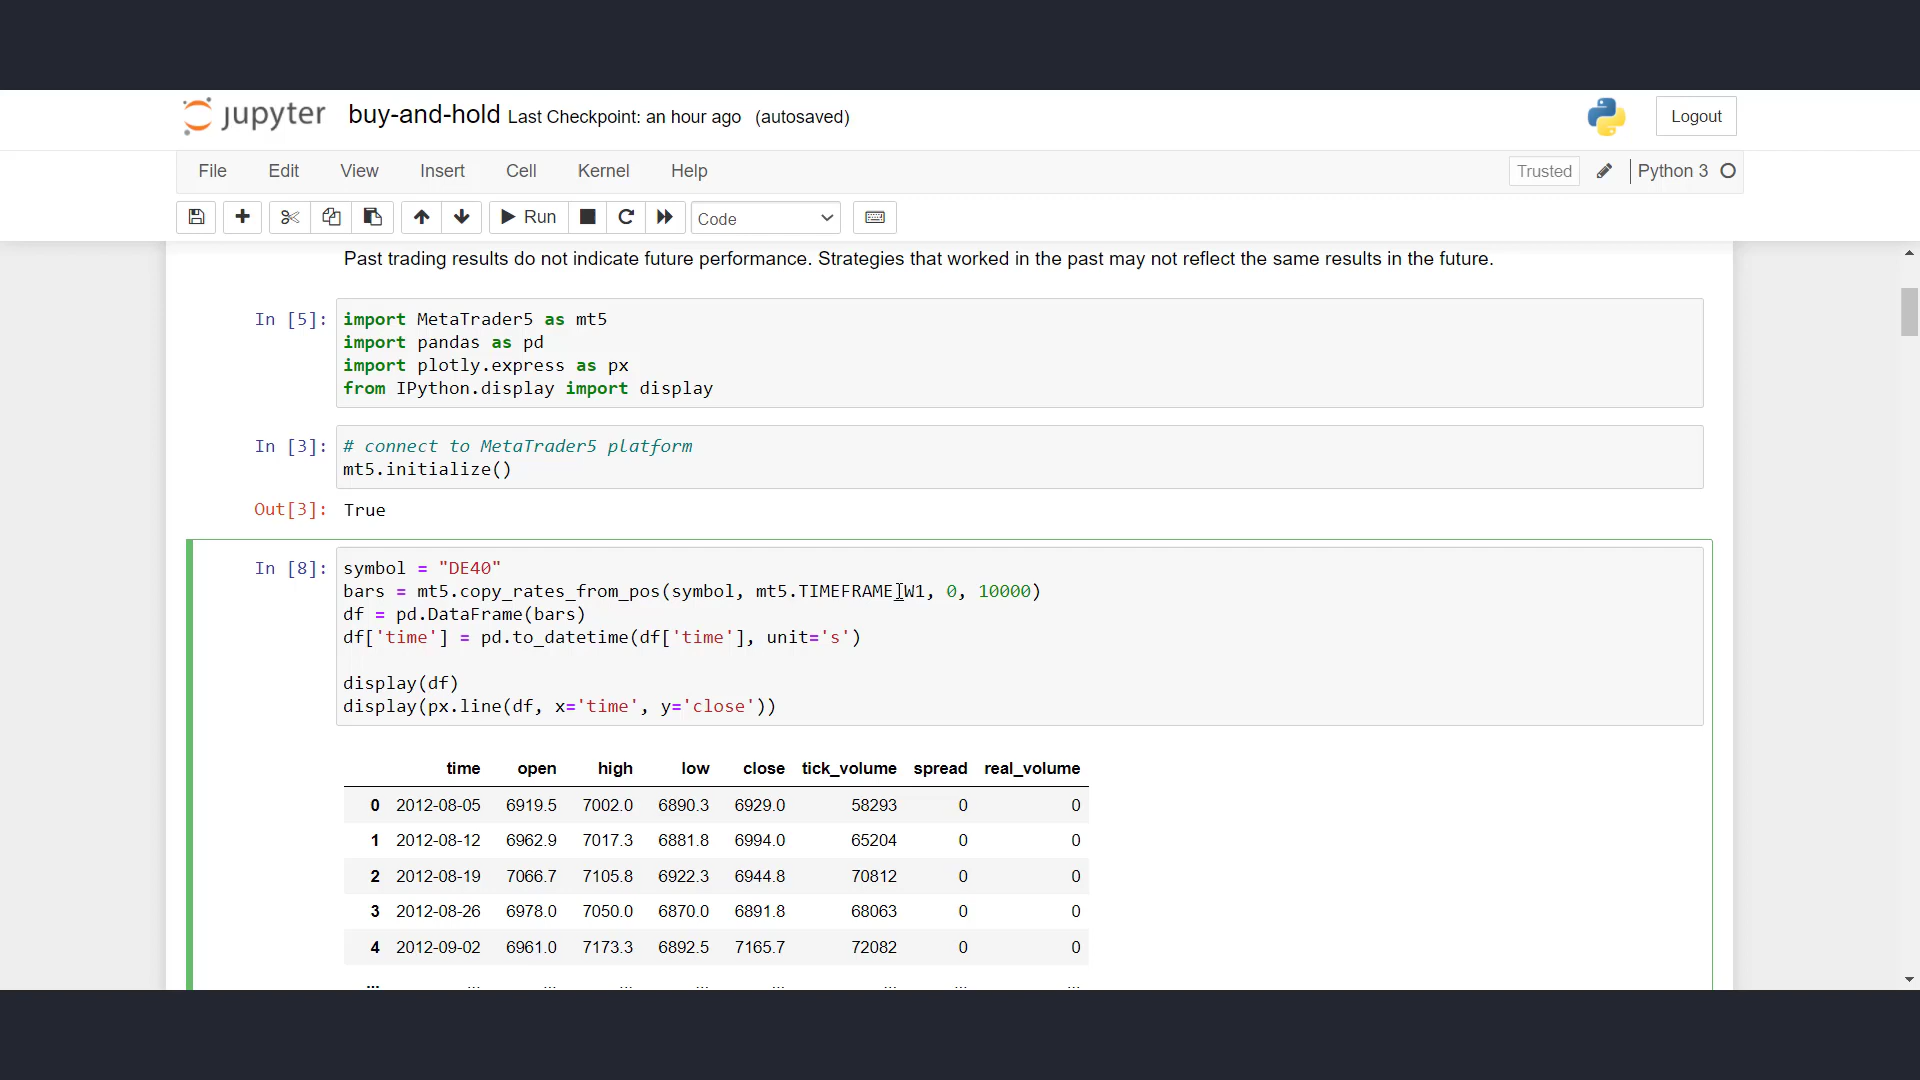 jupyter buy-and-hold Last Checkpoint: an hour ago (autosaved) Logout
File Edit View Insert Cell Kernel Help Trusted Python 3
Run Code
Past trading results do not indicate future performance. Strategies that worked in the past may not reflect the same results in the future.
In [5]: import MetaTrader5 as mt5
import pandas as pd
import plotly.express as px
from IPython.display import display
In [3]: # connect to MetaTrader5 platform
mt5.initialize()
Out[3]: True
In [8]: symbol = "DE40"
bars = mt5.copy_rates_from_pos(symbol, mt5.TIMEFRAME_W1, 0, 10000)
df = pd.DataFrame(bars)
df['time'] = pd.to_datetime(df['time'], unit='s')
display(df)
display(px.line(df, x='time', y='close'))
time open high low close tick_volume spread real_volume
0 2012-08-05 6919.5 7002.0 6890.3 6929.0 58293 0 0
1 2012-08-12 6962.9 7017.3 6881.8 6994.0 65204 0 0
2 2012-08-19 7066.7 7105.8 6922.3 6944.8 70812 0 0
3 2012-08-26 6978.0 7050.0 6870.0 6891.8 68063 0 0
4 2012-09-02 6961.0 7173.3 6892.5 7165.7 72082 0 0
... ... ... ... ... ... ... ... ...